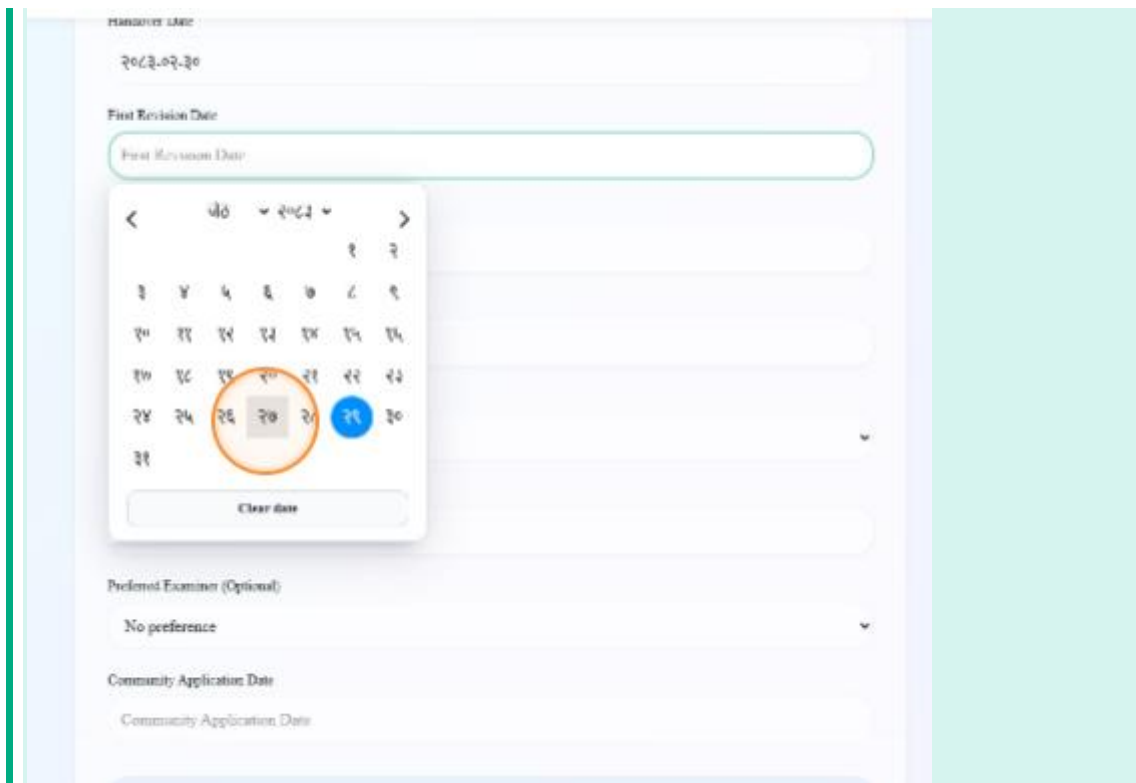 Handover Date
२०८३-०२-३०
First Revision Date
First Revision Date
जेठ २०८३
१ २
३ ४ ५ ६ ७ ८ ९
१० ११ १२ १३ १४ १५ १६
१७ १८ १९ २० २१ २२ २३
२४ २५ २६ २७ २८ २९ ३०
३१
Clear date
Preferred Examiner (Optional)
No preference
Community Application Date
Community Application Date